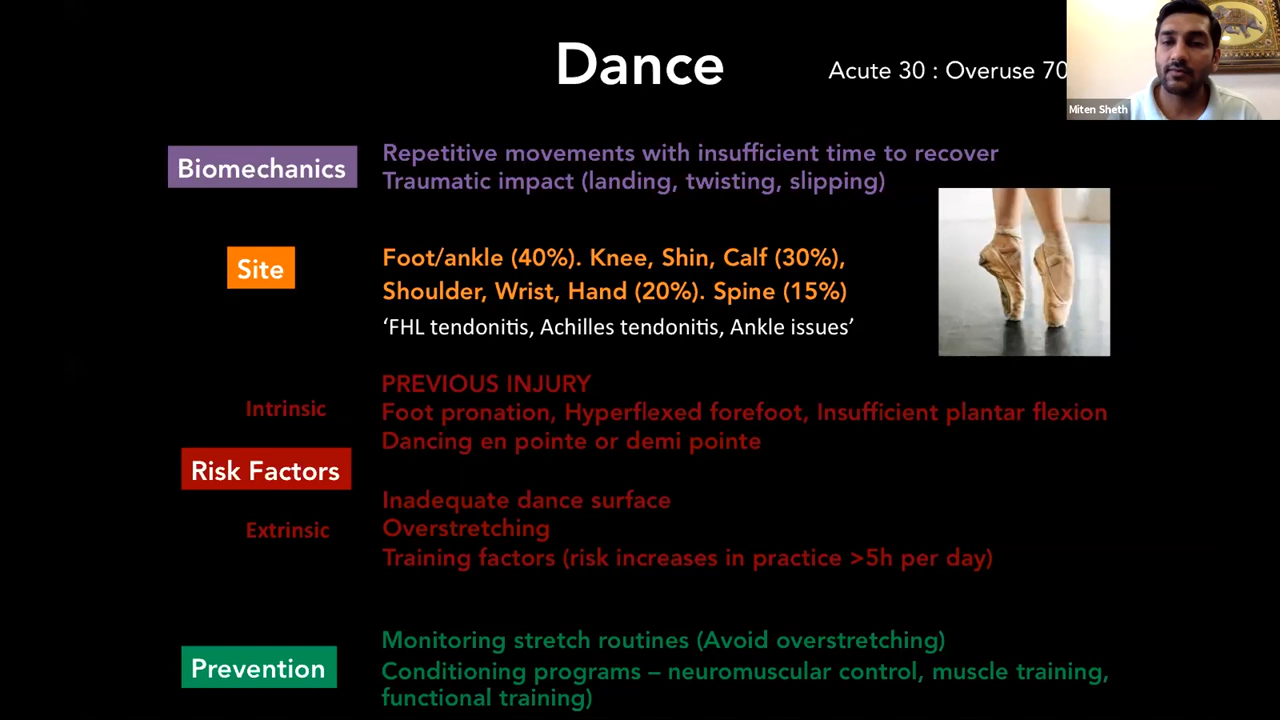 Dance
Acute 30 : Overuse 70
Miten Sheth
Biomechanics
Repetitive movements with insufficient time to recover
Traumatic impact (landing, twisting, slipping)
Site
Foot/ankle (40%). Knee, Shin, Calf (30%),
Shoulder, Wrist, Hand (20%). Spine (15%)
‘FHL tendonitis, Achilles tendonitis, Ankle issues’
Intrinsic
PREVIOUS INJURY
Foot pronation, Hyperflexed forefoot, Insufficient plantar flexion
Dancing en pointe or demi pointe
Risk Factors
Extrinsic
Inadequate dance surface
Overstretching
Training factors (risk increases in practice >5h per day)
Prevention
Monitoring stretch routines (Avoid overstretching)
Conditioning programs – neuromuscular control, muscle training,
functional training)